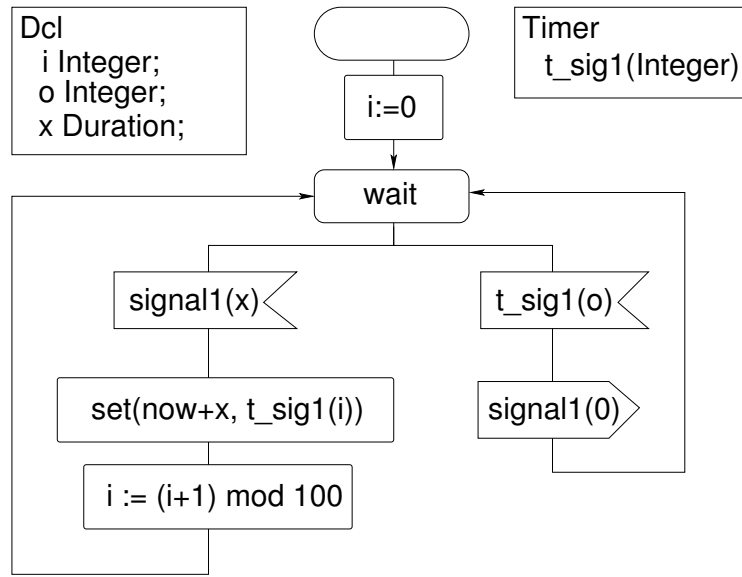 Dcl
i Integer;
o Integer;
x Duration;
Timer
t_sig1(Integer)
i:=0
wait
signal1(x)
t_sig1(o)
set(now+x, t_sig1(i))
signal1(0)
i := (i+1) mod 100